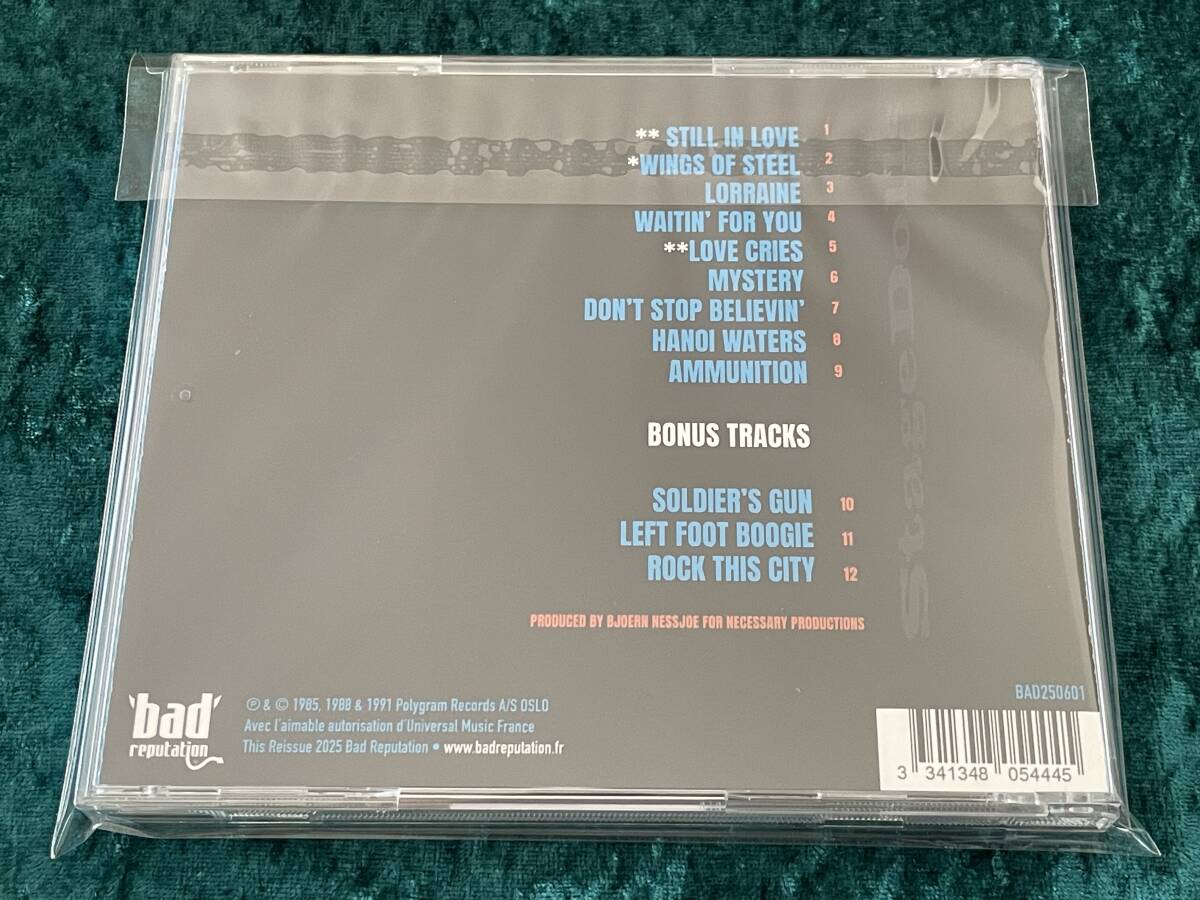 ** STILL IN LOVE 1
*WINGS OF STEEL 2
LORRAINE 3
WAITIN' FOR YOU 4
**LOVE CRIES 5
MYSTERY 6
DON'T STOP BELIEVIN' 7
HANOI WATERS 8
AMMUNITION 9
BONUS TRACKS
SOLDIER'S GUN 10
LEFT FOOT BOOGIE 11
ROCK THIS CITY 12
PRODUCED BY BJOERN NESSJOE FOR NECESSARY PRODUCTIONS
StageDoll
bad
reputation
℗ & © 1985, 1988 & 1991 Polygram Records A/S OSLO
Avec l'aimable autorisation d'Universal Music France
This Reissue 2025 Bad Reputation • www.badreputation.fr
BAD250601
3 341348 054445